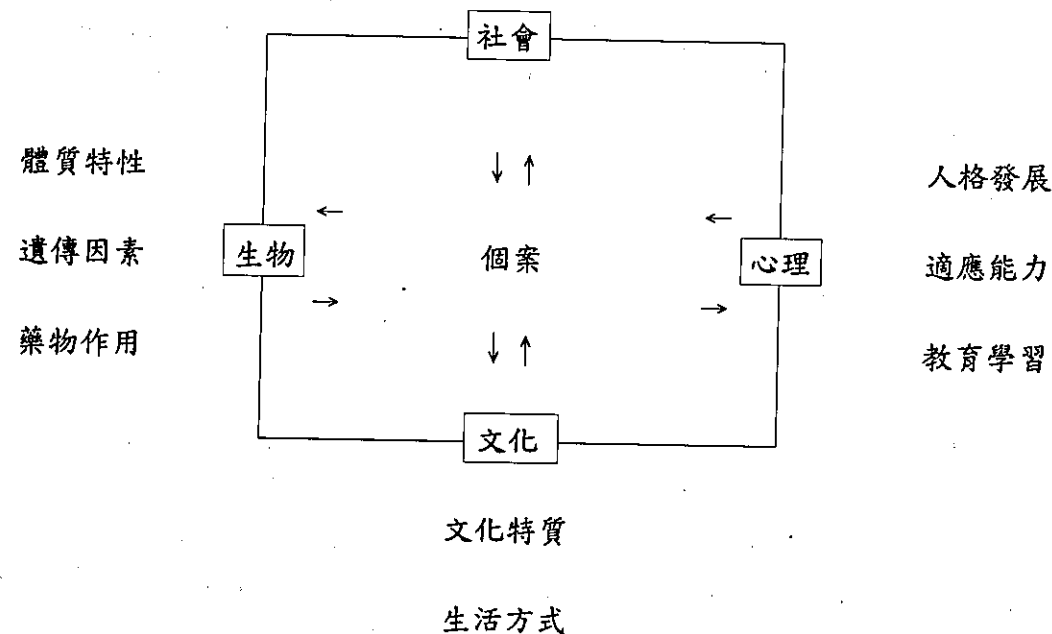 社會
體質特性
↓ ↑
人格發展
← ←
遺傳因素
生物
個案
心理
適應能力
→ →
藥物作用
↓ ↑
教育學習
文化
文化特質
生活方式